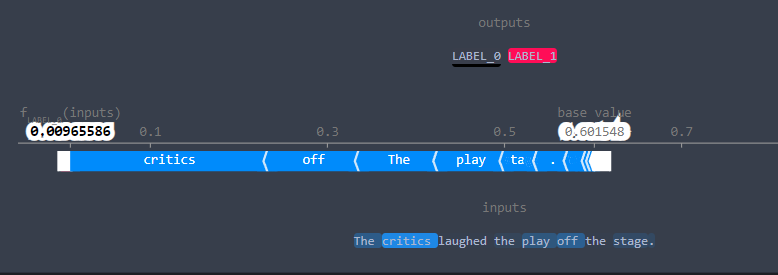 outputs
LABEL_0 LABEL_1
f LABEL_0 (inputs) base value
0.00965586 0.1 0.3 0.5 0.601548 0.7
critics off The play ta .
inputs
The critics laughed the play off the stage.